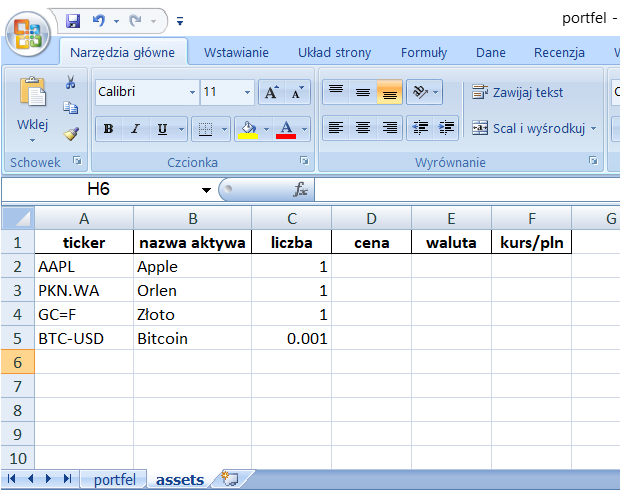 portfel -
Narzędzia główne Wstawianie Układ strony Formuły Dane Recenzja
Calibri 11 A A Zawijaj tekst
Wklej B I U A Scal i wyśrodkuj
Schowek Czcionka Wyrównanie
H6 fx
A B C D E F G
1 ticker nazwa aktywa liczba cena waluta kurs/pln
2 AAPL Apple 1
3 PKN.WA Orlen 1
4 GC=F Złoto 1
5 BTC-USD Bitcoin 0.001
6
7
8
9
10
portfel assets